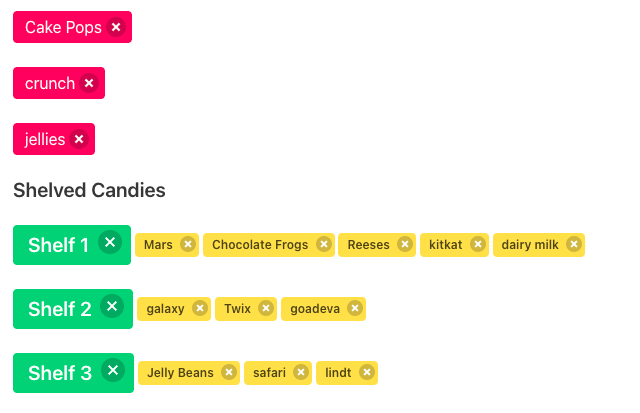 Cake Pops
crunch
jellies
Shelved Candies
Shelf 1 Mars Chocolate Frogs Reeses kitkat dairy milk
Shelf 2 galaxy Twix goadeva
Shelf 3 Jelly Beans safari lindt